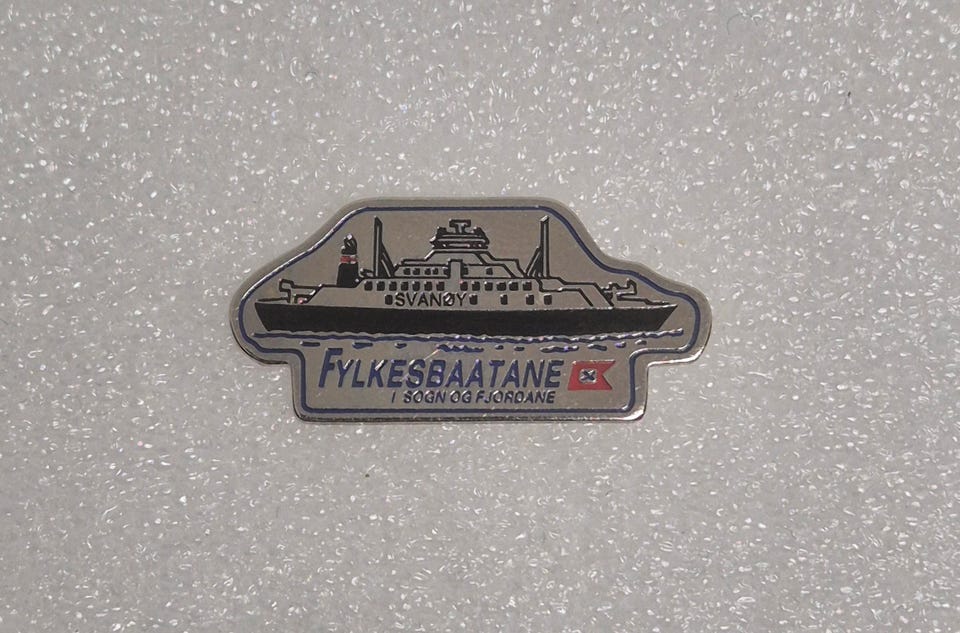 SVANØY
FYLKESBAATANE
I SOGN OG FJORDANE